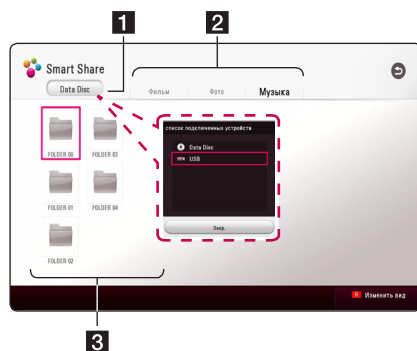 1
2
Smart Share
Data Disc
Фильм
Фото
Музыка
список подключенных устройств
Data Disc
USB
Закр.
FOLDER 00
FOLDER 03
FOLDER 01
FOLDER 04
FOLDER 02
R Изменить вид
3